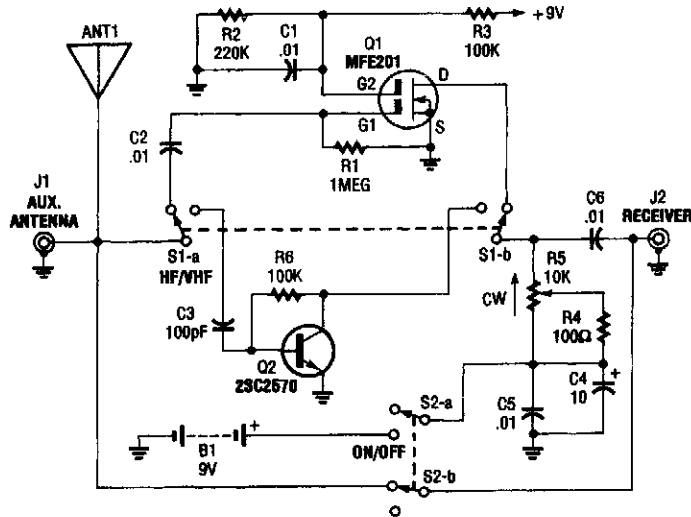 ANT1
R2
220K
C1
.01
Q1
MFE201
R3
100K
+9V
G2
D
G1
S
C2
.01
R1
1MEG
J1
AUX.
ANTENNA
S1-a
HF/VHF
S1-b
C6
.01
J2
RECEIVER
R6
100K
R5
10K
CW
C3
100pF
R4
100Ω
Q2
2SC2570
C5
.01
C4
10
+
S2-a
+
B1
9V
ON/OFF
S2-b